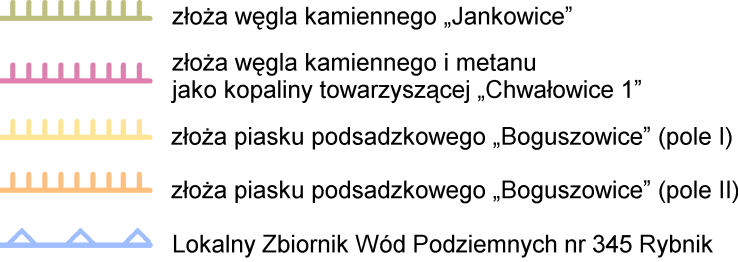 złoża węgla kamiennego „Jankowice”
złoża węgla kamiennego i metanu
jako kopaliny towarzyszącej „Chwałowice 1”
złoża piasku podsadzkowego „Boguszowice” (pole I)
złoża piasku podsadzkowego „Boguszowice” (pole II)
Lokalny Zbiornik Wód Podziemnych nr 345 Rybnik